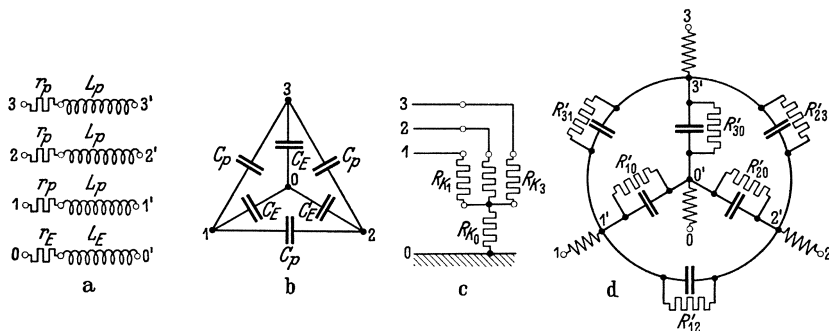 3 r_p L_p 3'
2 r_p L_p 2'
1 r_p L_p 1'
0 r_E L_E 0'
a
3
C_p C_E C_p
0
C_E C_E
1 C_p 2
b
3
2
1
R_K1 R_K3
R_K0
0
c
3
3'
R'_31 R'_30 R'_23
R'_10 0' R'_20
1' 2'
1 0 2
R'_12
d